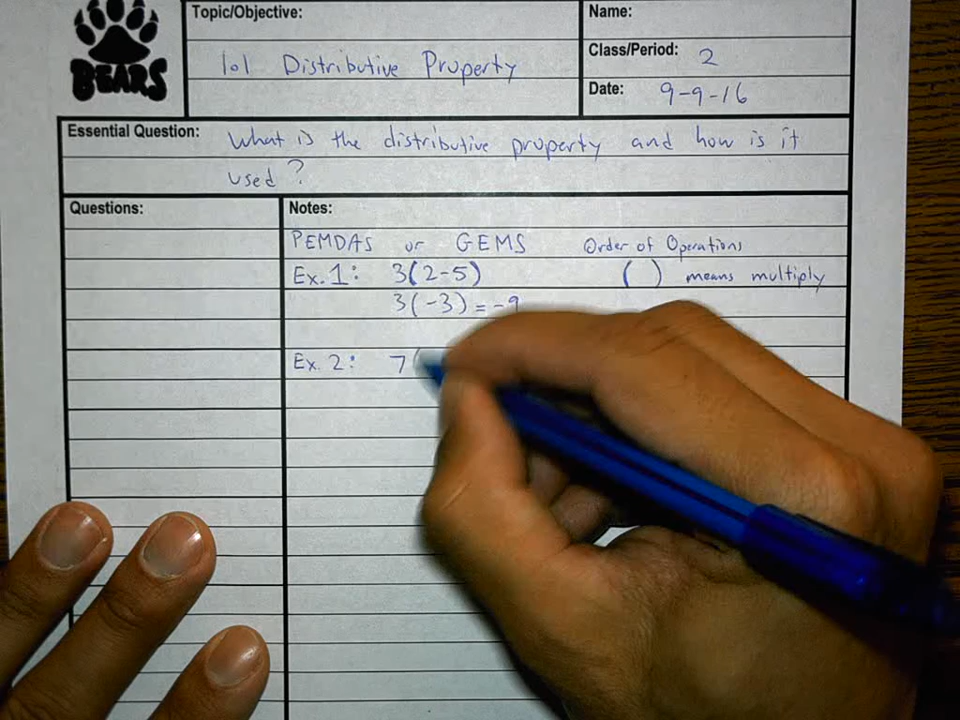 BEARS
Topic/Objective:
1.1 Distributive Property
Name:
Class/Period: 2
Date: 9-9-16
Essential Question: What is the distributive property and how is it
used?
Questions:
Notes:
PEMDAS or GEMS Order of Operations
Ex. 1: 3(2-5) ( ) means multiply
3(-3) = -9
Ex. 2: 7(